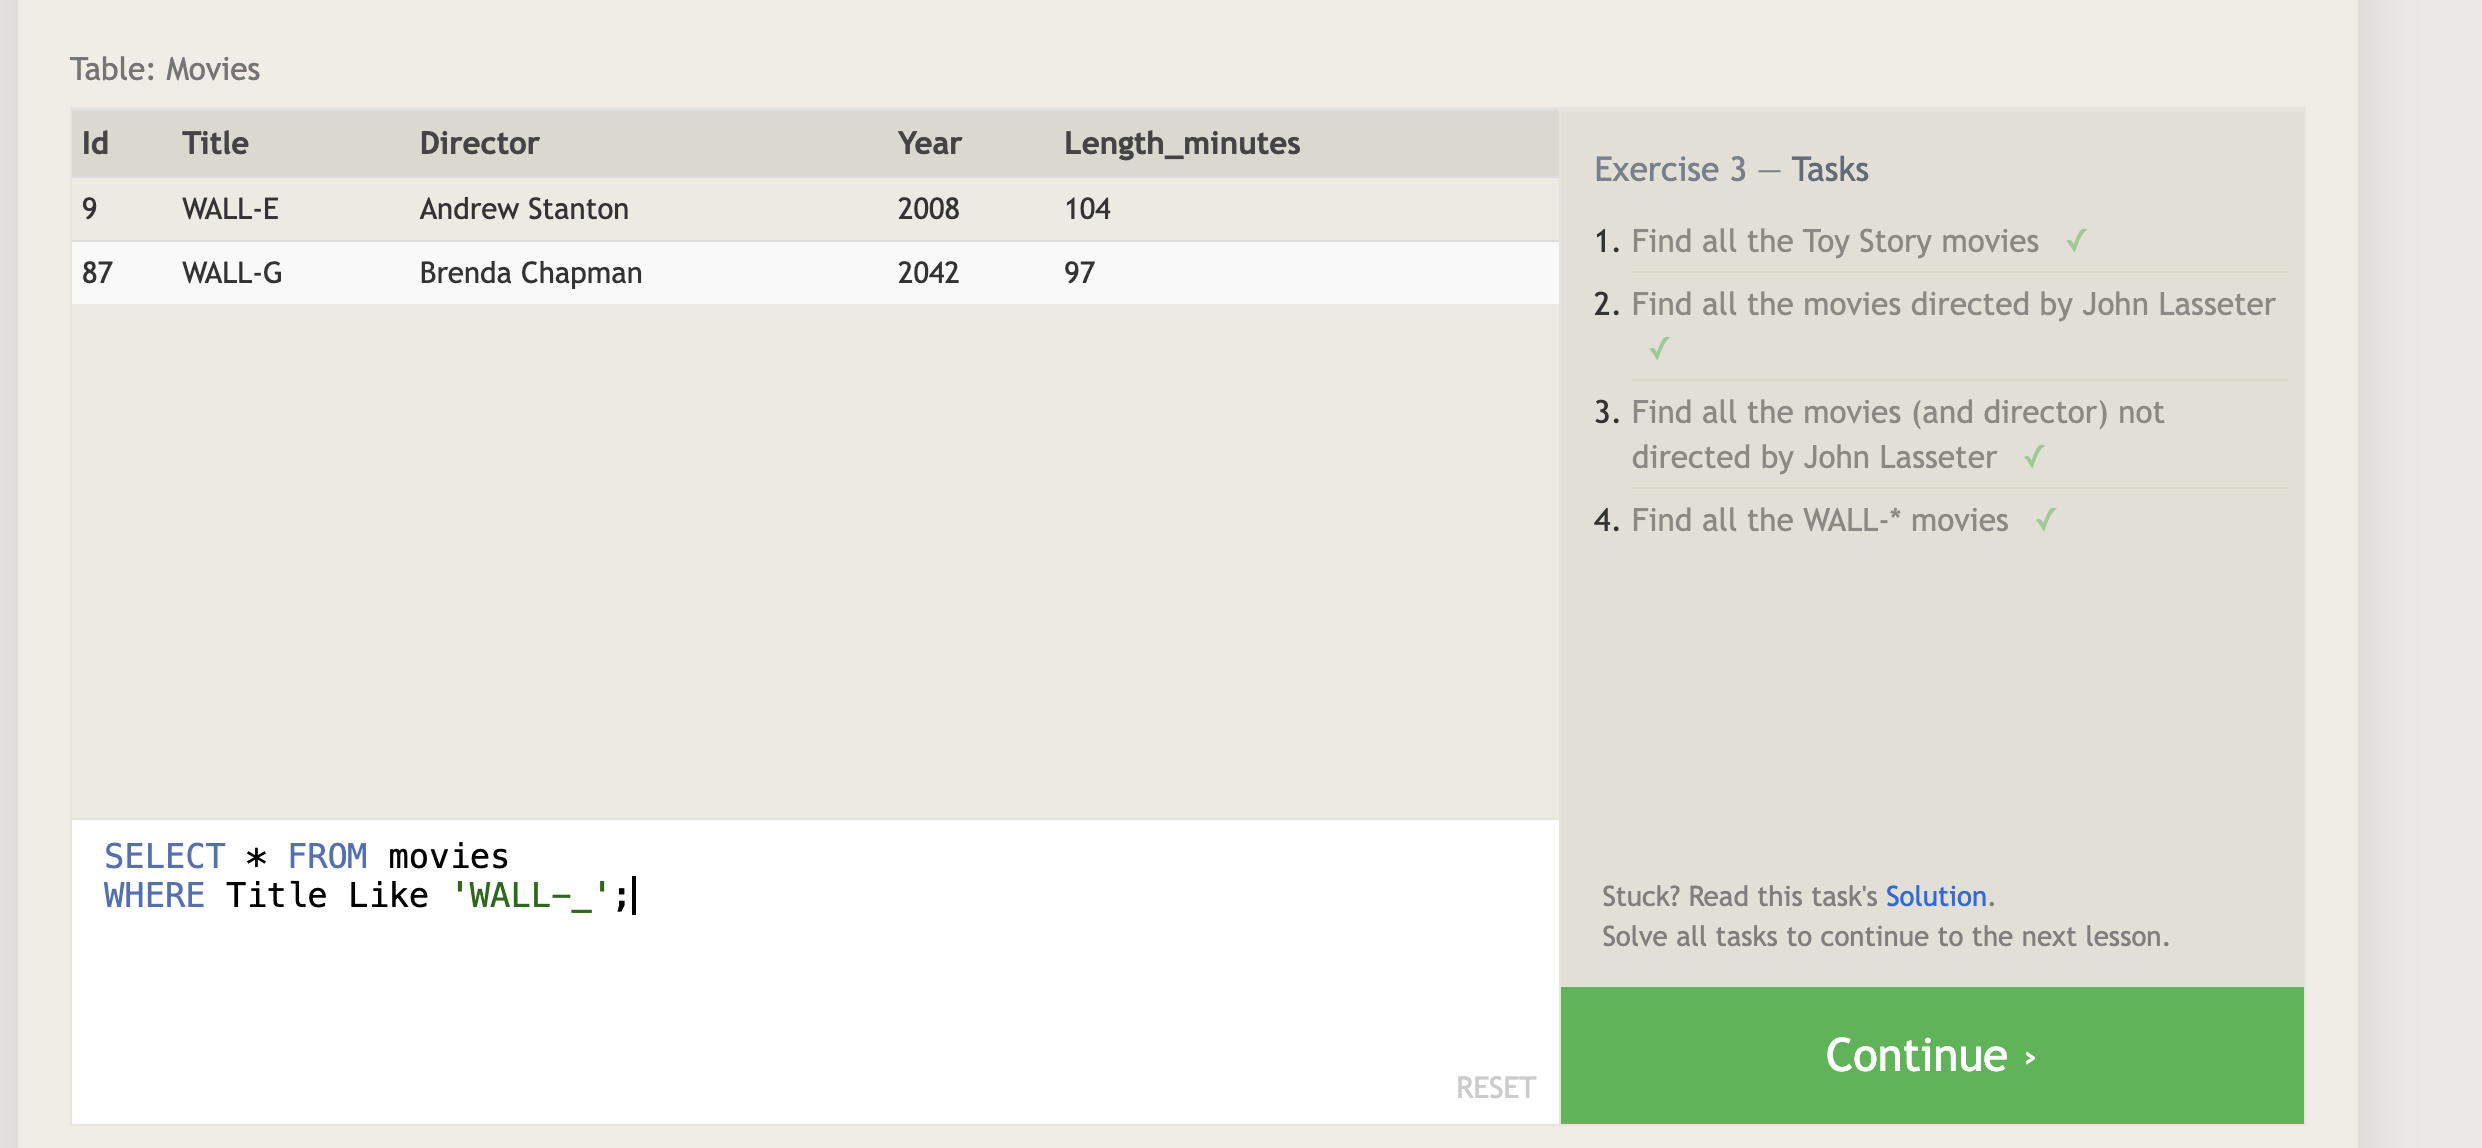 Table: Movies
Id Title Director Year Length_minutes
9 WALL-E Andrew Stanton 2008 104
87 WALL-G Brenda Chapman 2042 97
SELECT * FROM movies
WHERE Title Like 'WALL-_';
RESET
Exercise 3 — Tasks
1. Find all the Toy Story movies ✓
2. Find all the movies directed by John Lasseter
✓
3. Find all the movies (and director) not
directed by John Lasseter ✓
4. Find all the WALL-* movies ✓
Stuck? Read this task's Solution.
Solve all tasks to continue to the next lesson.
Continue ›